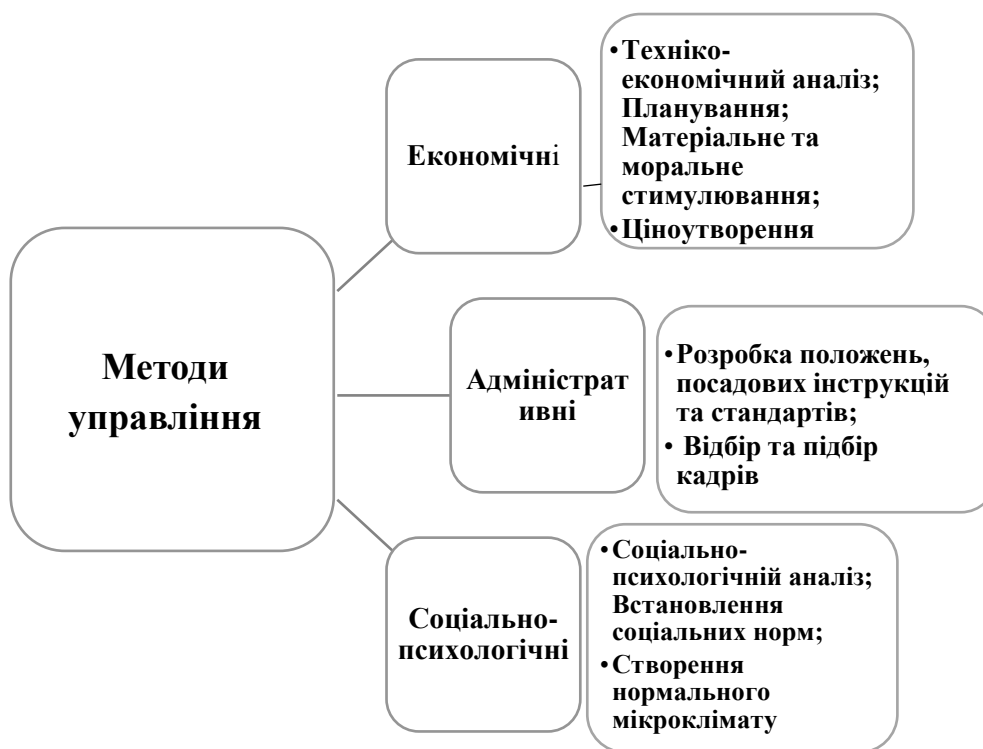 Методи
управління
Економічні
• Техніко-
економічний аналіз;
Планування;
Матеріальне та
моральне
стимулювання;
• Ціноутворення
Адміністрат
ивні
• Розробка положень,
посадових інструкцій
та стандартів;
• Відбір та підбір
кадрів
Соціально-
психологічні
• Соціально-
психологічній аналіз;
Встановлення
соціальних норм;
• Створення
нормального
мікроклімату